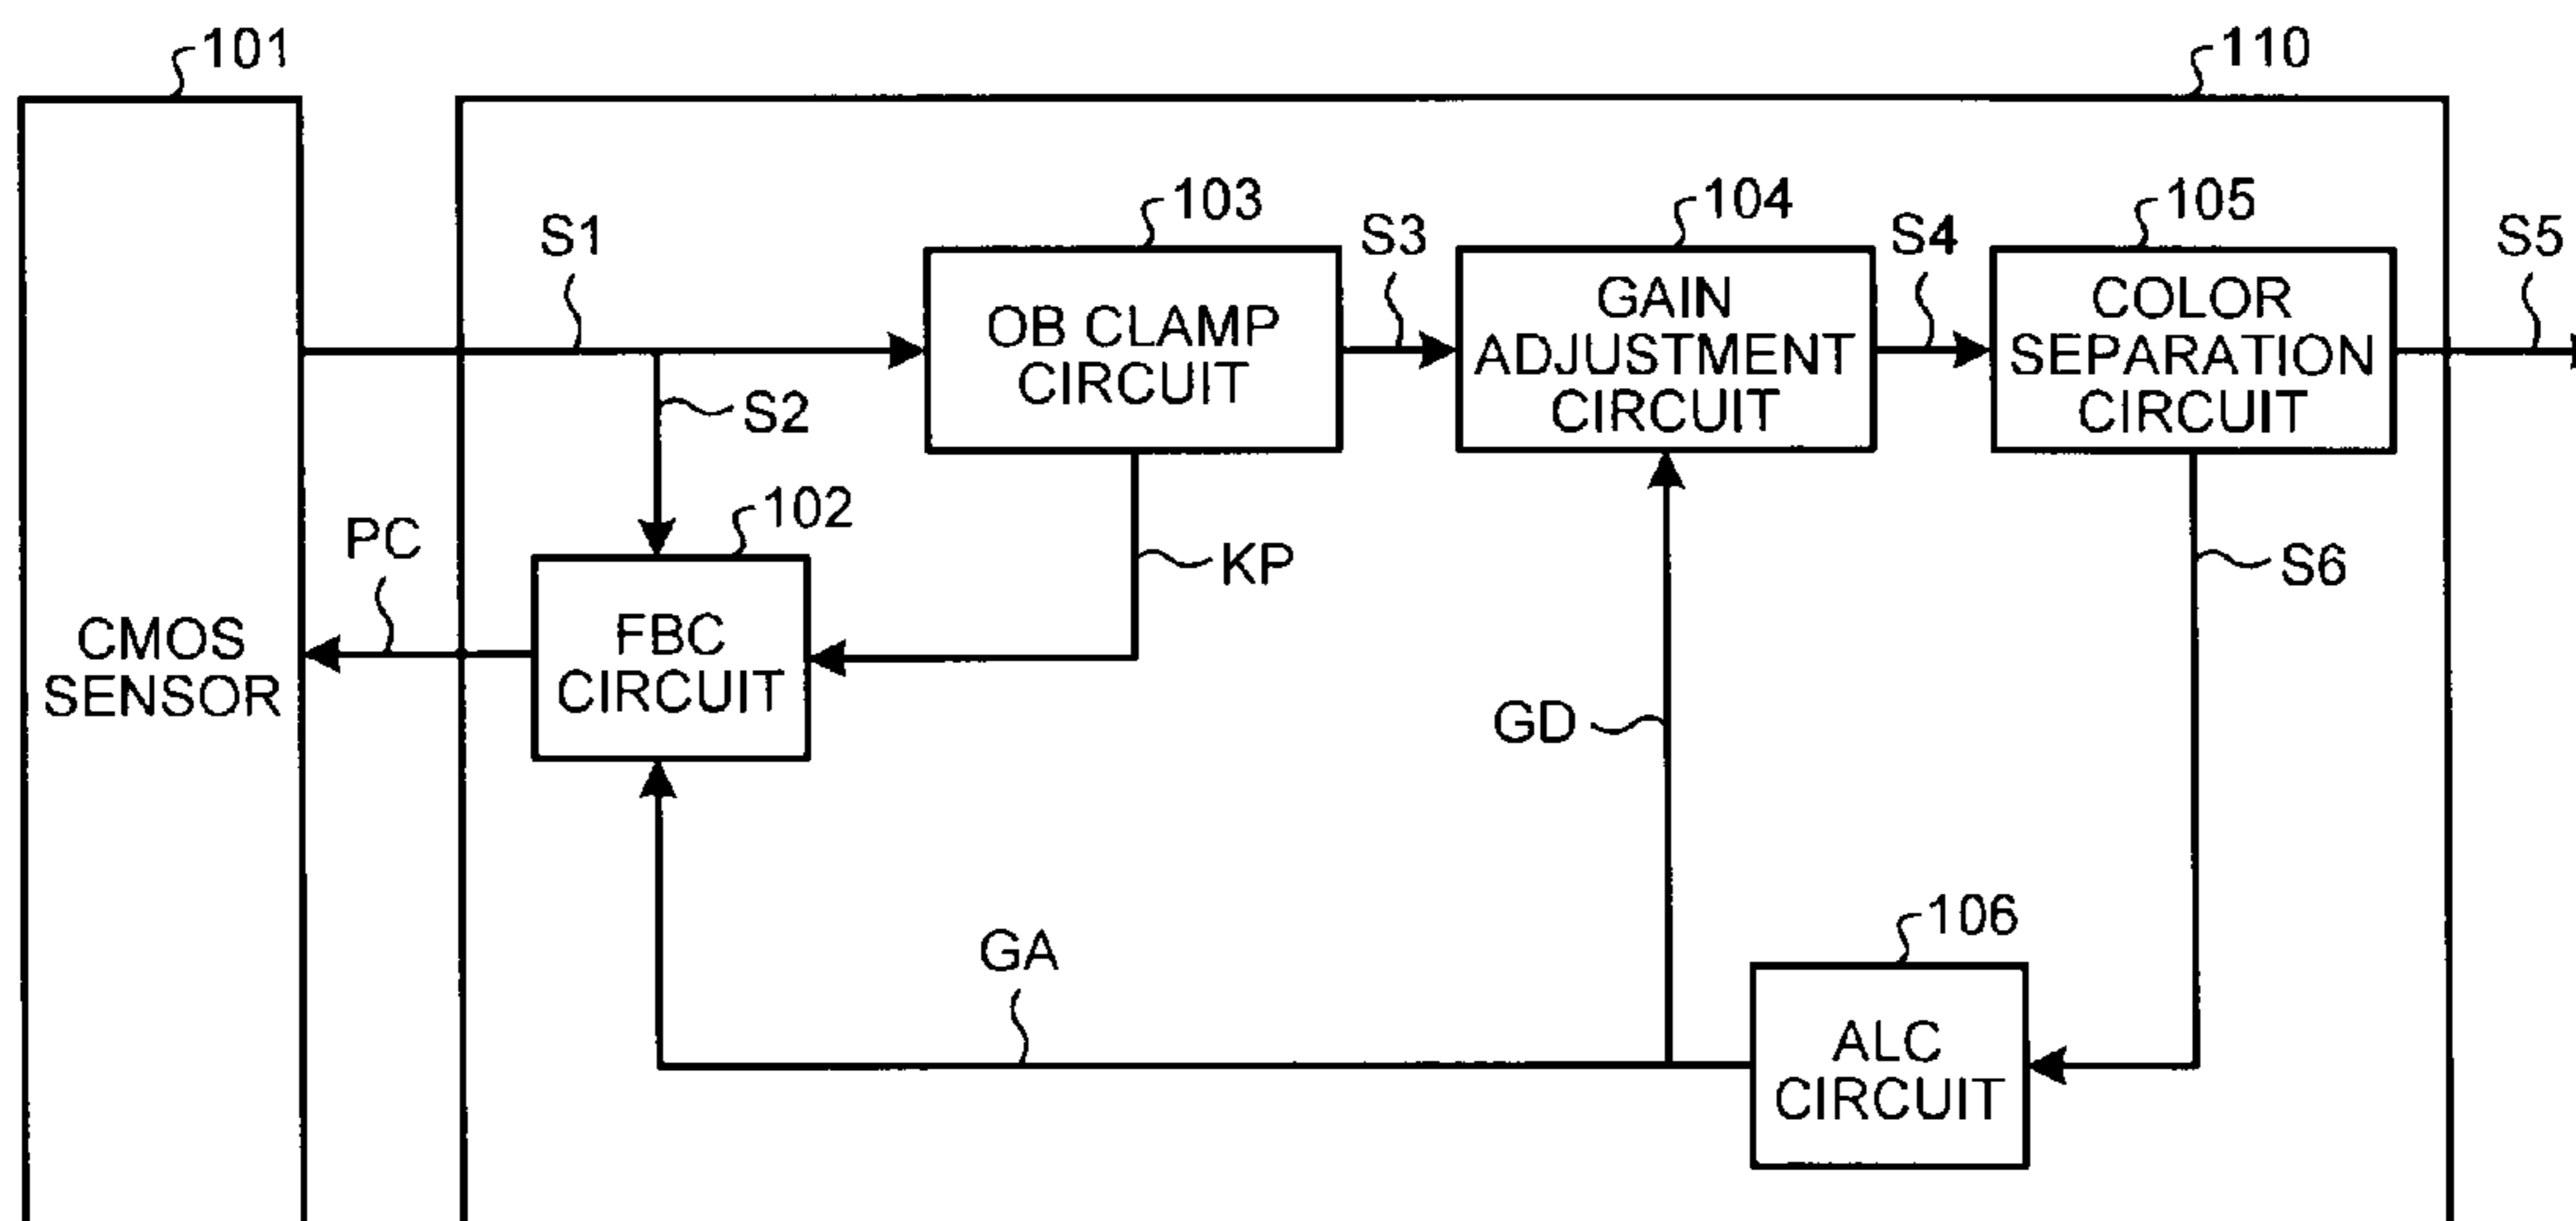 101
110
103
104
105
S1
S3
S4
S5
OB CLAMP
CIRCUIT
GAIN
ADJUSTMENT
CIRCUIT
COLOR
SEPARATION
CIRCUIT
S2
102
PC
KP
S6
CMOS
SENSOR
FBC
CIRCUIT
GD
106
GA
ALC
CIRCUIT